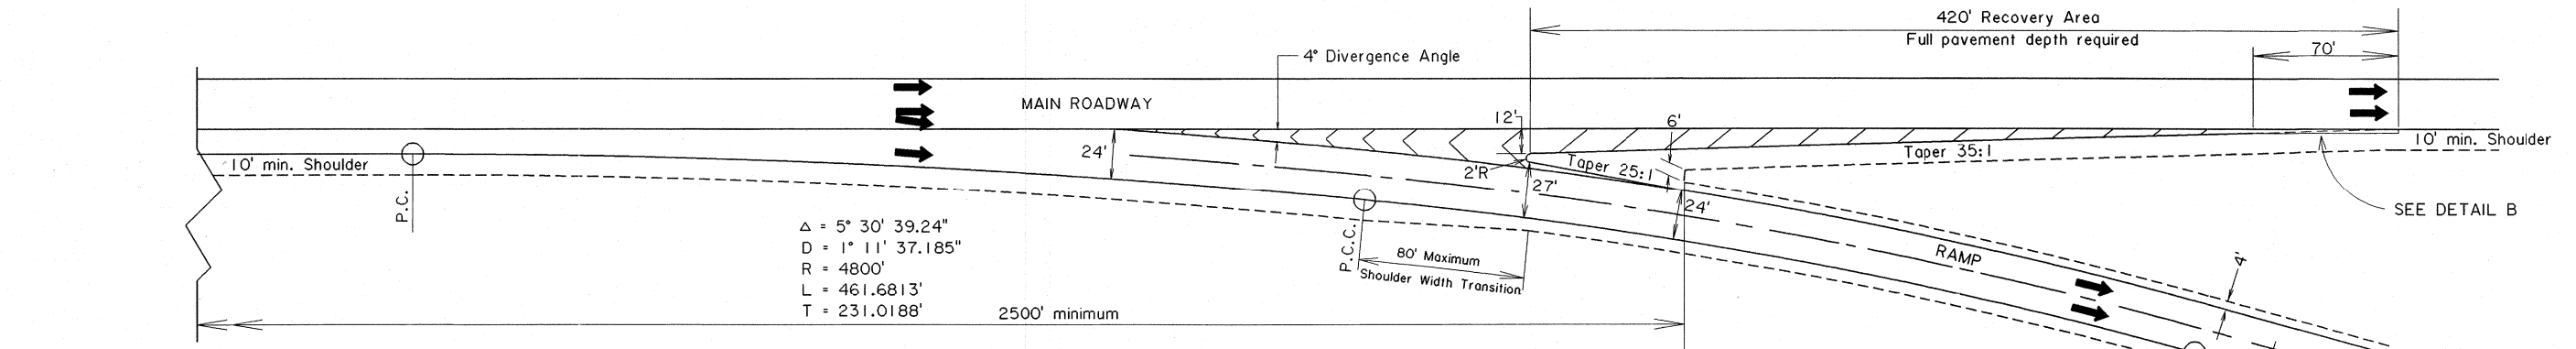 420' Recovery Area
Full pavement depth required
70'
4° Divergence Angle
MAIN ROADWAY
12'
6'
10' min. Shoulder
24'
Taper 25:1
Taper 35:1
10' min. Shoulder
2'R
27'
24'
SEE DETAIL B
P.C.
Δ = 5° 30' 39.24"
D = 1° 11' 37.185"
R = 4800'
L = 461.6813'
T = 231.0188'
P.C.C.
80' Maximum
Shoulder Width Transition
RAMP
4'
2500' minimum